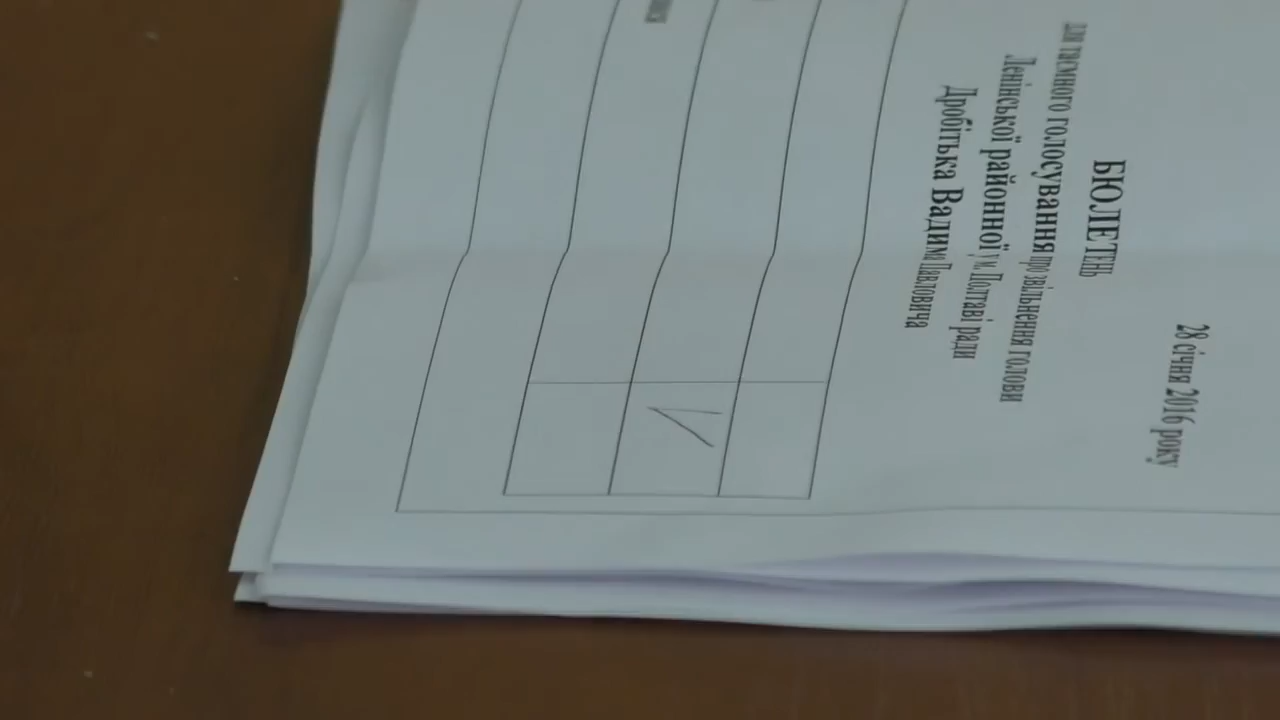 28 січня 2016 року
БЮЛЕТЕНЬ
для таємного голосування про звільнення голови
Ленінської районної у м. Полтаві ради
Дробітька Вадима Павловича